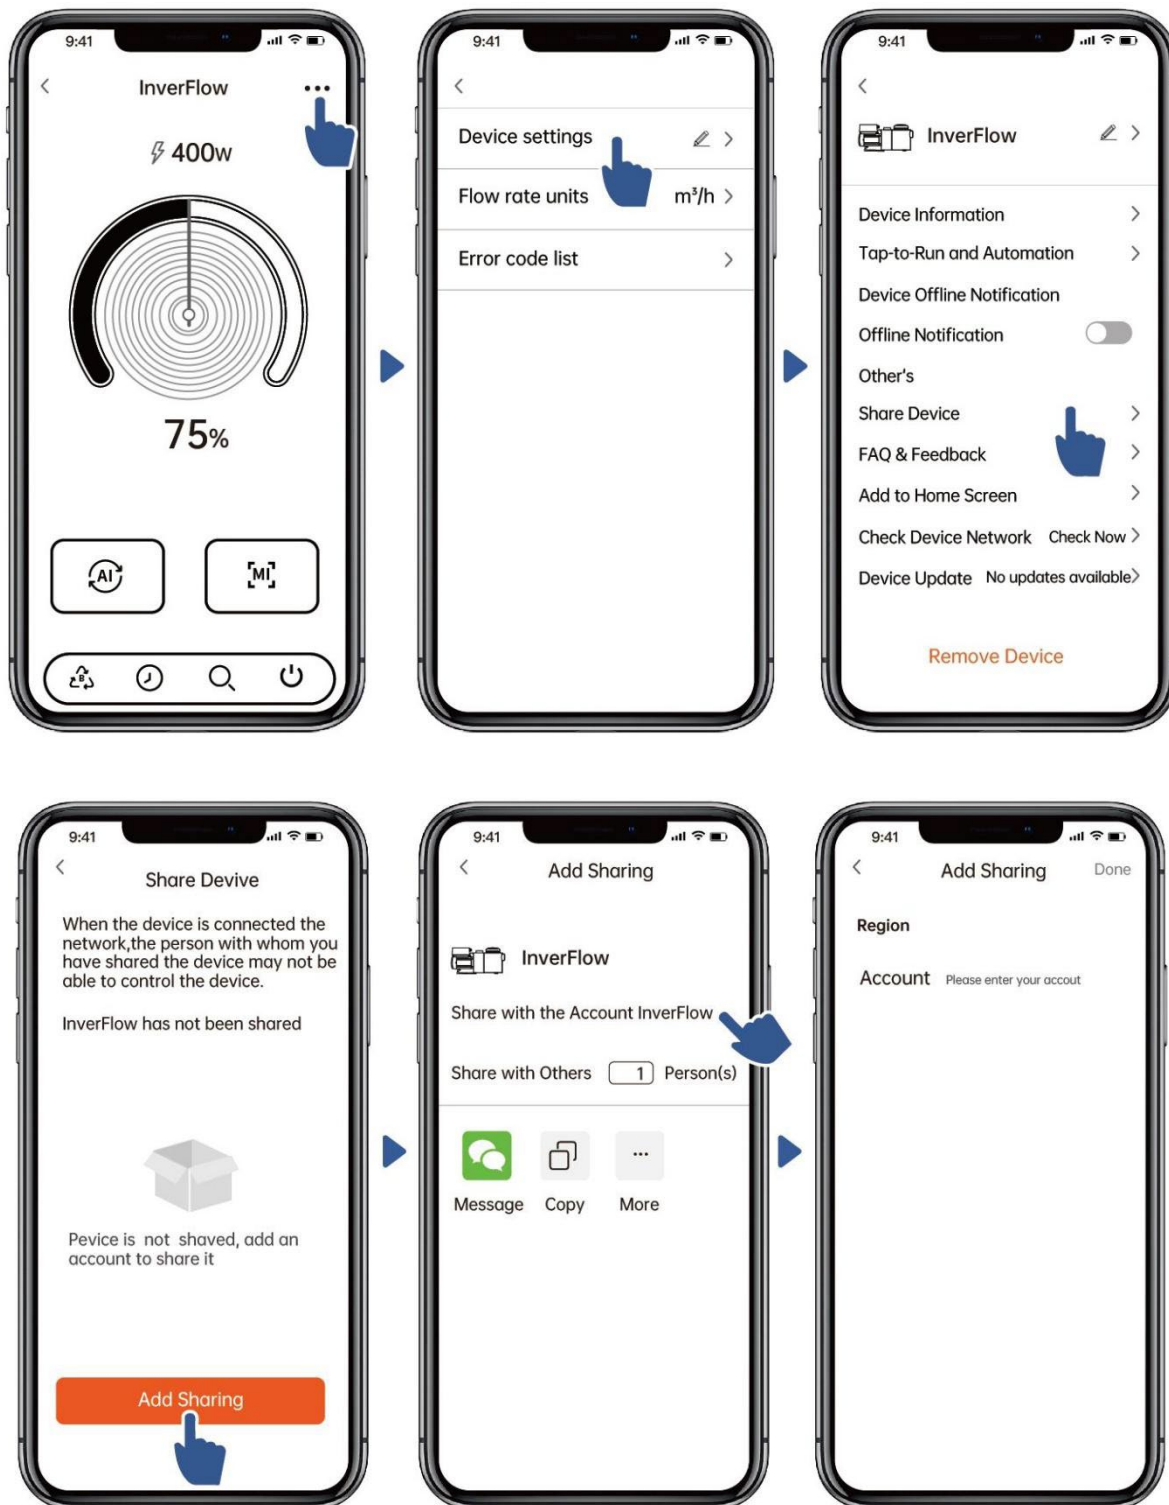 9:41
InverFlow
•••
400w
75%
AI
MI
B
9:41
Device settings
Flow rate units m³/h
Error code list
9:41
InverFlow
Device Information
Tap-to-Run and Automation
Device Offline Notification
Offline Notification
Other's
Share Device
FAQ & Feedback
Add to Home Screen
Check Device Network Check Now
Device Update No updates available
Remove Device
9:41
Share Devive
When the device is connected the
network,the person with whom you
have shared the device may not be
able to control the device.
InverFlow has not been shared
Pevice is not shaved, add an
account to share it
Add Sharing
9:41
Add Sharing
InverFlow
Share with the Account InverFlow
Share with Others 1 Person(s)
Message Copy More
9:41
Add Sharing Done
Region
Account Please enter your accout